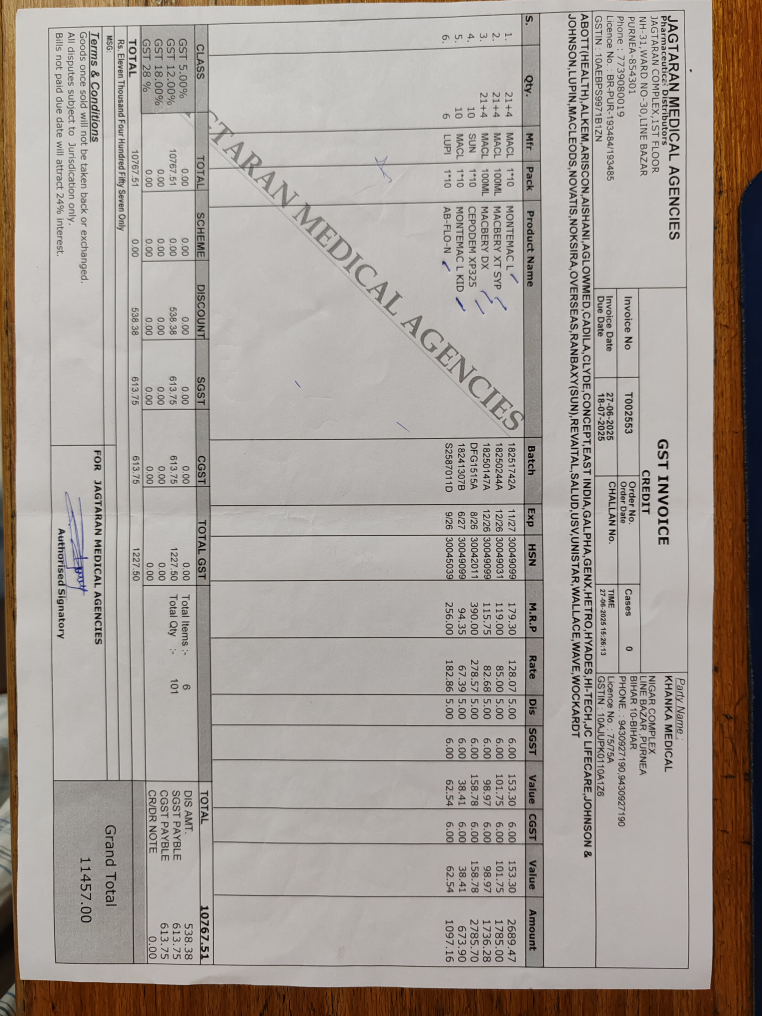 JAGTARAN MEDICAL AGENCIES
Pharmaceutical Distributors
JAGTARAN COMPLEX,1ST FLOOR
NH-31,WARD NO-30,LINE BAZAR
PURNEA-854301
Phone : 7739080019
Licence No. : BR-PUR-193484/193485
GSTIN : 10AEBPS9971B1ZN
GST INVOICE
CREDIT
Invoice No T002553 Order No. Cases 0
Order Date
Invoice Date 27-06-2025 CHALLAN No. TIME
Due Date 18-07-2025 27-06-2025 15:26:13
Party Name :
KHANKA MEDICAL
NIGAR COMPLEX
LINE BAZAR, PURNEA
BIHAR 10-BIHAR
PHONE. : 9430927190,9430927190
Licence No. : 75/75A
GSTIN : 10AJUPK0110A1Z6
ABOTT(HEALTH),ALKEM,ARISCON,AISHANI,AGLOWMED,CADILA,CLYDE,CONCEPT,EAST INDIA,GALPHA,GENX,HETRO,HYADES,HI-TECH,JC LIFECARE,JOHNSON &
JOHNSON,LUPIN,MACLEODS,NOVATIS,NOKSIRA,OVERSEAS,RANBAXY(SUN),REVAITAL,SALUD,USV,UNISTAR,WALLACE,WAVE,WOCKARDT
S. Qty. Mfr Pack Product Name Batch Exp HSN M.R.P Rate Dis SGST Value CGST Value Amount
1. 21+4 MACL 1*10 MONTEMAC L 18251742A 11/27 30049099 179.30 128.07 5.00 6.00 153.30 6.00 153.30 2689.47
2. 21+4 MACL 100ML MACBERY XT SYP 18250244A 12/26 30049031 119.00 85.00 5.00 6.00 101.75 6.00 101.75 1785.00
3. 21+4 MACL 100ML MACBERY DX 18250147A 12/26 30049099 115.75 82.68 5.00 6.00 98.97 6.00 98.97 1736.28
4. 10 SUN 1*10 CEPODEM XP325 DFG1515A 8/26 30042011 390.00 278.57 5.00 6.00 158.78 6.00 158.78 2785.70
5. 10 MACL 1*10 MONTEMAC L KID 18241307B 6/27 30049099 94.35 67.39 5.00 6.00 38.41 6.00 38.41 673.90
6. 6 LUPI 1*10 AB-FLO-N S2587011D 9/26 30045039 256.00 182.86 5.00 6.00 62.54 6.00 62.54 1097.16
JAGTARAN MEDICAL AGENCIES
CLASS TOTAL SCHEME DISCOUNT SGST CGST TOTAL GST
GST 5.00% 0.00 0.00 0.00 0.00 0.00 0.00
GST 12.00% 10767.51 0.00 538.38 613.75 613.75 1227.50
GST 18.00% 0.00 0.00 0.00 0.00 0.00 0.00
GST 28 % 0.00 0.00 0.00 0.00 0.00 0.00
TOTAL 10767.51 0.00 538.38 613.75 613.75 1227.50
Total Items :- 6
Total Qty :- 101
TOTAL 10767.51
DIS AMT. 538.38
SGST PAYBLE 613.75
CGST PAYBLE 613.75
CR/DR NOTE 0.00
Rs. Eleven Thousand Four Hundred Fifty Seven Only
MSG:
Terms & Conditions
Goods once sold will not be taken back or exchanged.
All disputes subject to Jurisdication only.
Bills not paid due date will attract 24% interest.
FOR JAGTARAN MEDICAL AGENCIES
Authorised Signatory
Grand Total
11457.00